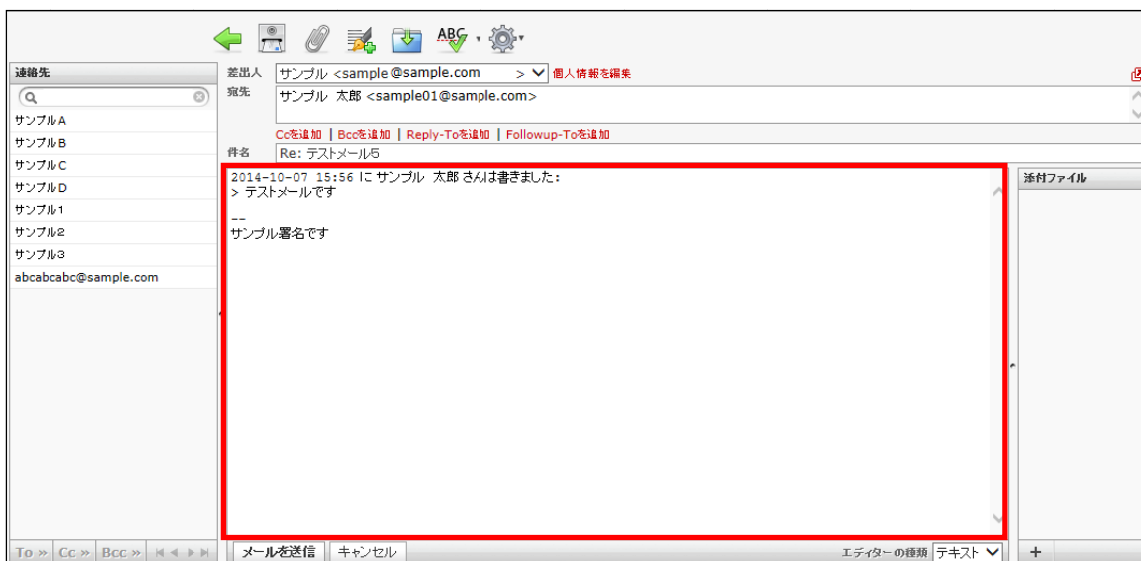 ABC
連絡先
サンプルA
サンプルB
サンプルC
サンプルD
サンプル1
サンプル2
サンプル3
abcabcabc@sample.com
To » Cc » Bcc »
差出人 サンプル <sample@sample.com > 個人情報を編集
宛先 サンプル 太郎 <sample01@sample.com>
Ccを追加 | Bccを追加 | Reply-Toを追加 | Followup-Toを追加
件名 Re: テストメール5
2014-10-07 15:56 に サンプル 太郎 さんは書きました:
> テストメールです
--
サンプル署名です
メールを送信 キャンセル エディターの種類 テキスト
添付ファイル
+